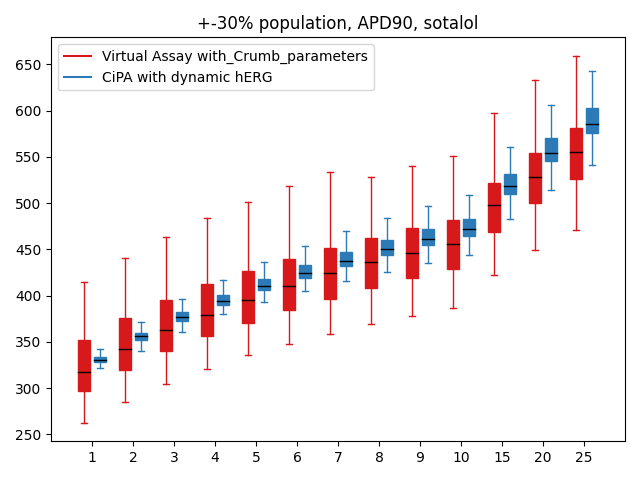 +-30% population, APD90, sotalol
Virtual Assay with_Crumb_parameters
CiPA with dynamic hERG
650
600
550
500
450
400
350
300
250
1 2 3 4 5 6 7 8 9 10 15 20 25